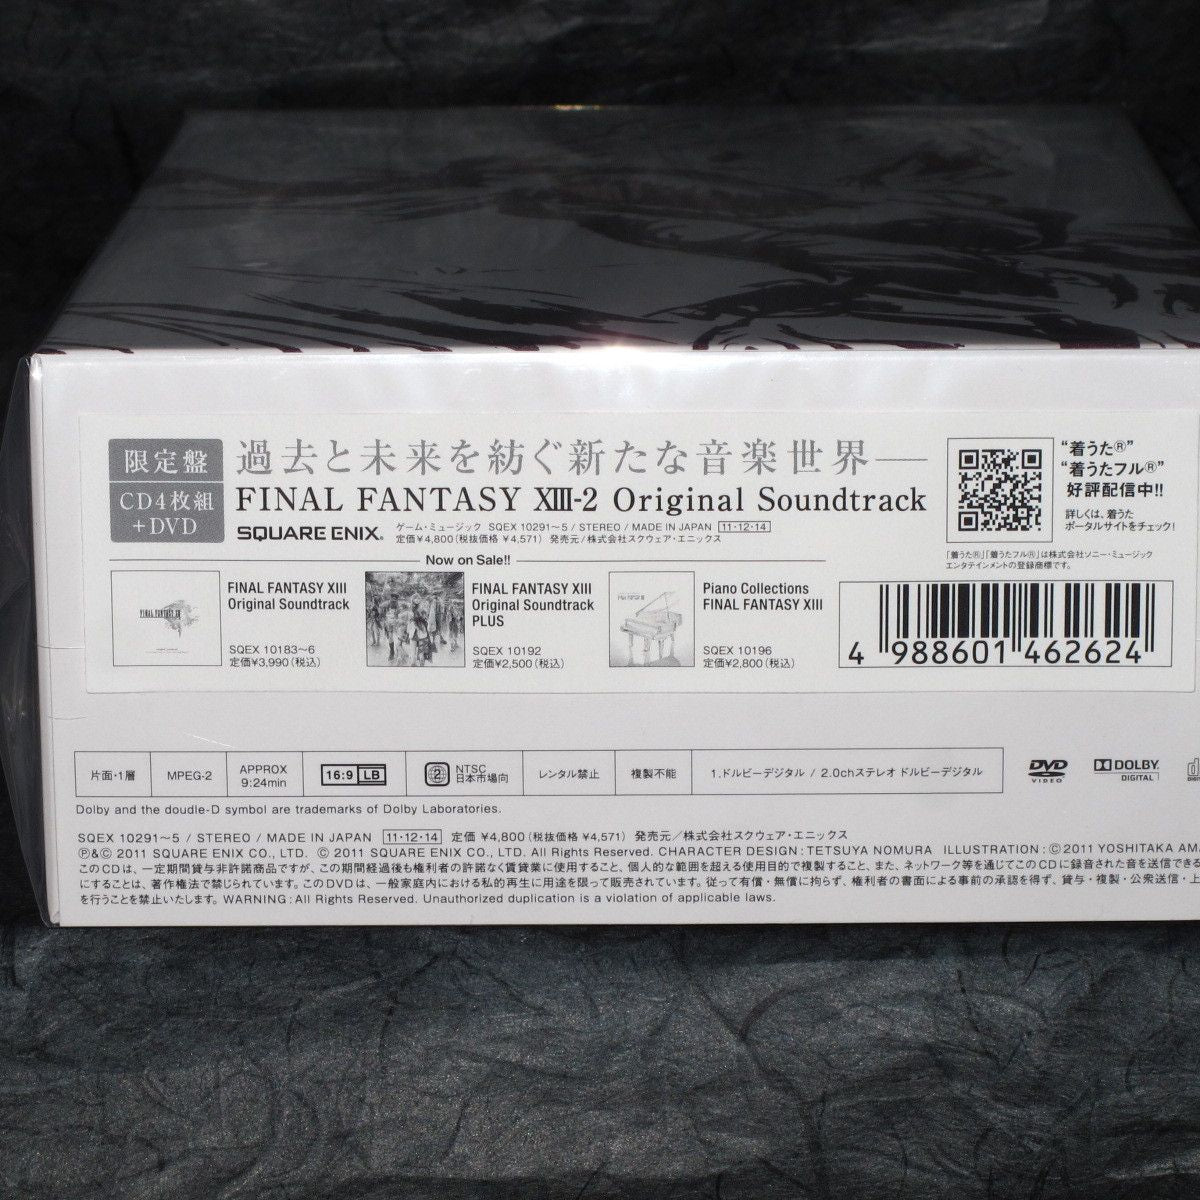 限定盤
CD4枚組
+DVD
過去と未来を紡ぐ新たな音楽世界――
FINAL FANTASY XIII-2 Original Soundtrack
SQUARE ENIX®
ゲーム・ミュージック SQEX 10291～5 / STEREO / MADE IN JAPAN 11・12・14
定価¥4,800(税抜価格 ¥4,571) 発売元/株式会社スクウェア・エニックス
"着うた®"
"着うたフル®"
好評配信中!!
詳しくは、着うた
ポータルサイトをチェック!
「着うた®」「着うたフル®」は株式会社ソニー・ミュージック
エンタテインメントの登録商標です。
Now on Sale!!
FINAL FANTASY XIII
Original Soundtrack
SQEX 10183～6
定価¥3,990(税込)
FINAL FANTASY XIII
Original Soundtrack
PLUS
SQEX 10192
定価¥2,500(税込)
Piano Collections
FINAL FANTASY XIII
SQEX 10196
定価¥2,800(税込)
4 988601 462624
片面・1層
MPEG-2
APPROX
9:24min
16:9 LB
2
NTSC
日本市場向
レンタル禁止
複製不能
1.ドルビーデジタル / 2.0chステレオ ドルビーデジタル
DVD
VIDEO
DOLBY
DIGITAL
Dolby and the doudle-D symbol are trademarks of Dolby Laboratories.
SQEX 10291～5 / STEREO / MADE IN JAPAN 11・12・14 定価 ¥4,800(税抜価格 ¥4,571) 発売元／株式会社スクウェア・エニックス
℗&© 2011 SQUARE ENIX CO., LTD. © 2011 SQUARE ENIX CO., LTD. All Rights Reserved. CHARACTER DESIGN : TETSUYA NOMURA ILLUSTRATION : ©2011 YOSHITAKA AM
このCDは、一定期間貸与非許諾商品ですが、この期間経過後も権利者の許諾なく賃貸業に使用すること、個人的な範囲を超える使用目的で複製すること、また、ネットワーク等を通じてこのCDに録音された音を送信できる
にすることは、著作権法で禁じられています。このDVDは、一般家庭内における私的再生に用途を限って販売されています。従って有償・無償に拘らず、権利者の書面による事前の承認を得ず、貸与・複製・公衆送信・上
を行うことを禁止いたします。WARNING : All Rights Reserved. Unauthorized duplication is a violation of applicable laws.